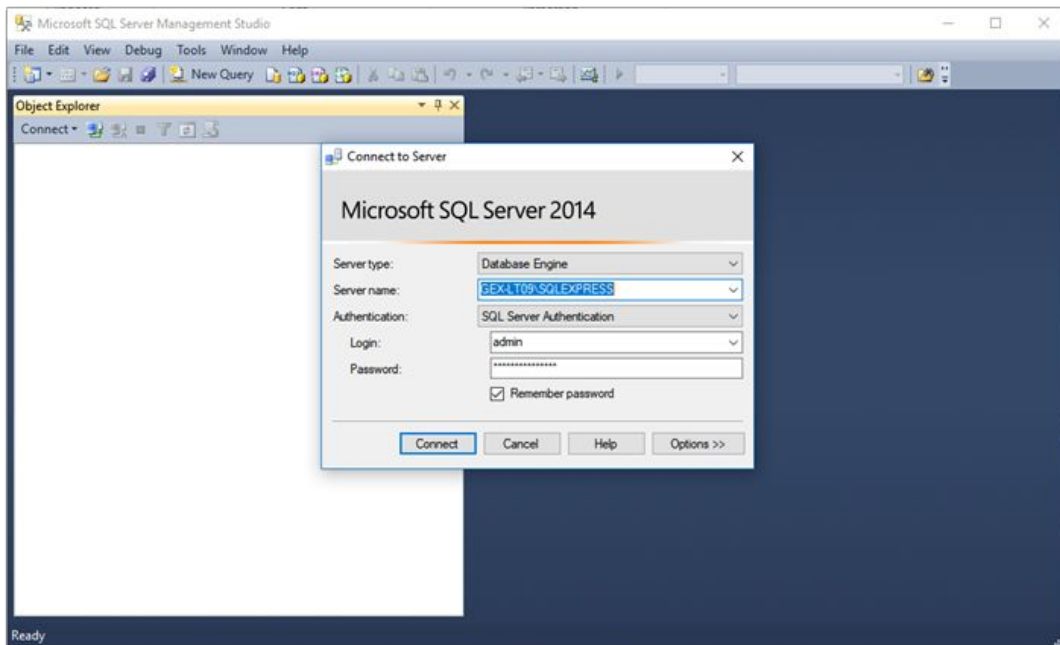 Microsoft SQL Server Management Studio
File Edit View Debug Tools Window Help
New Query
Object Explorer
Connect
Connect to Server
Microsoft SQL Server 2014
Server type: Database Engine
Server name: GEX-LT09\SQLEXPRESS
Authentication: SQL Server Authentication
Login: admin
Password: ***************
Remember password
Connect Cancel Help Options >>
Ready